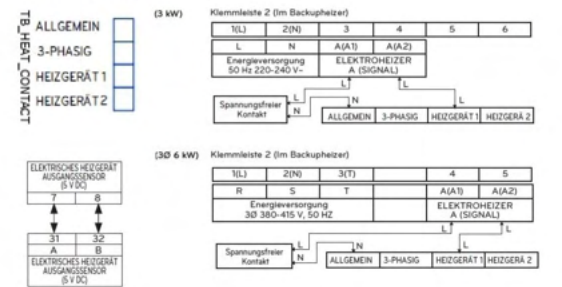 TB_HEAT_CONTACT
ALLGEMEIN
3-PHASIG
HEIZGERÄT 1
HEIZGERÄT 2
(3 kW) Klemmleiste 2 (Im Backupheizer)
1(L) 2(N) 3 4 5 6
L N A(A1) A(A2)
Energieversorgung ELEKTROHEIZER
50 Hz 220-240 V~ A (SIGNAL)
L L
Spannungsfreier L N L
Kontakt N ALLGEMEIN 3-PHASIG HEIZGERÄT 1 HEIZGERÄ 2
ELEKTRISCHES HEIZGERÄT
AUSGANGSSENSOR
(5 V DC)
7 8
31 32
A B
ELEKTRISCHES HEIZGERÄT
AUSGANGSSENSOR
(5 V DC)
(3Ø 6 kW) Klemmleiste 2 (Im Backupheizer)
1(L) 2(N) 3(T) 4 5
R S T A(A1) A(A2)
Energieversorgung ELEKTROHEIZER
3Ø 380-415 V, 50 HZ A (SIGNAL)
L L
Spannungsfreier L N L
Kontakt N ALLGEMEIN 3-PHASIG HEIZGERÄT 1 HEIZGERÄ 2